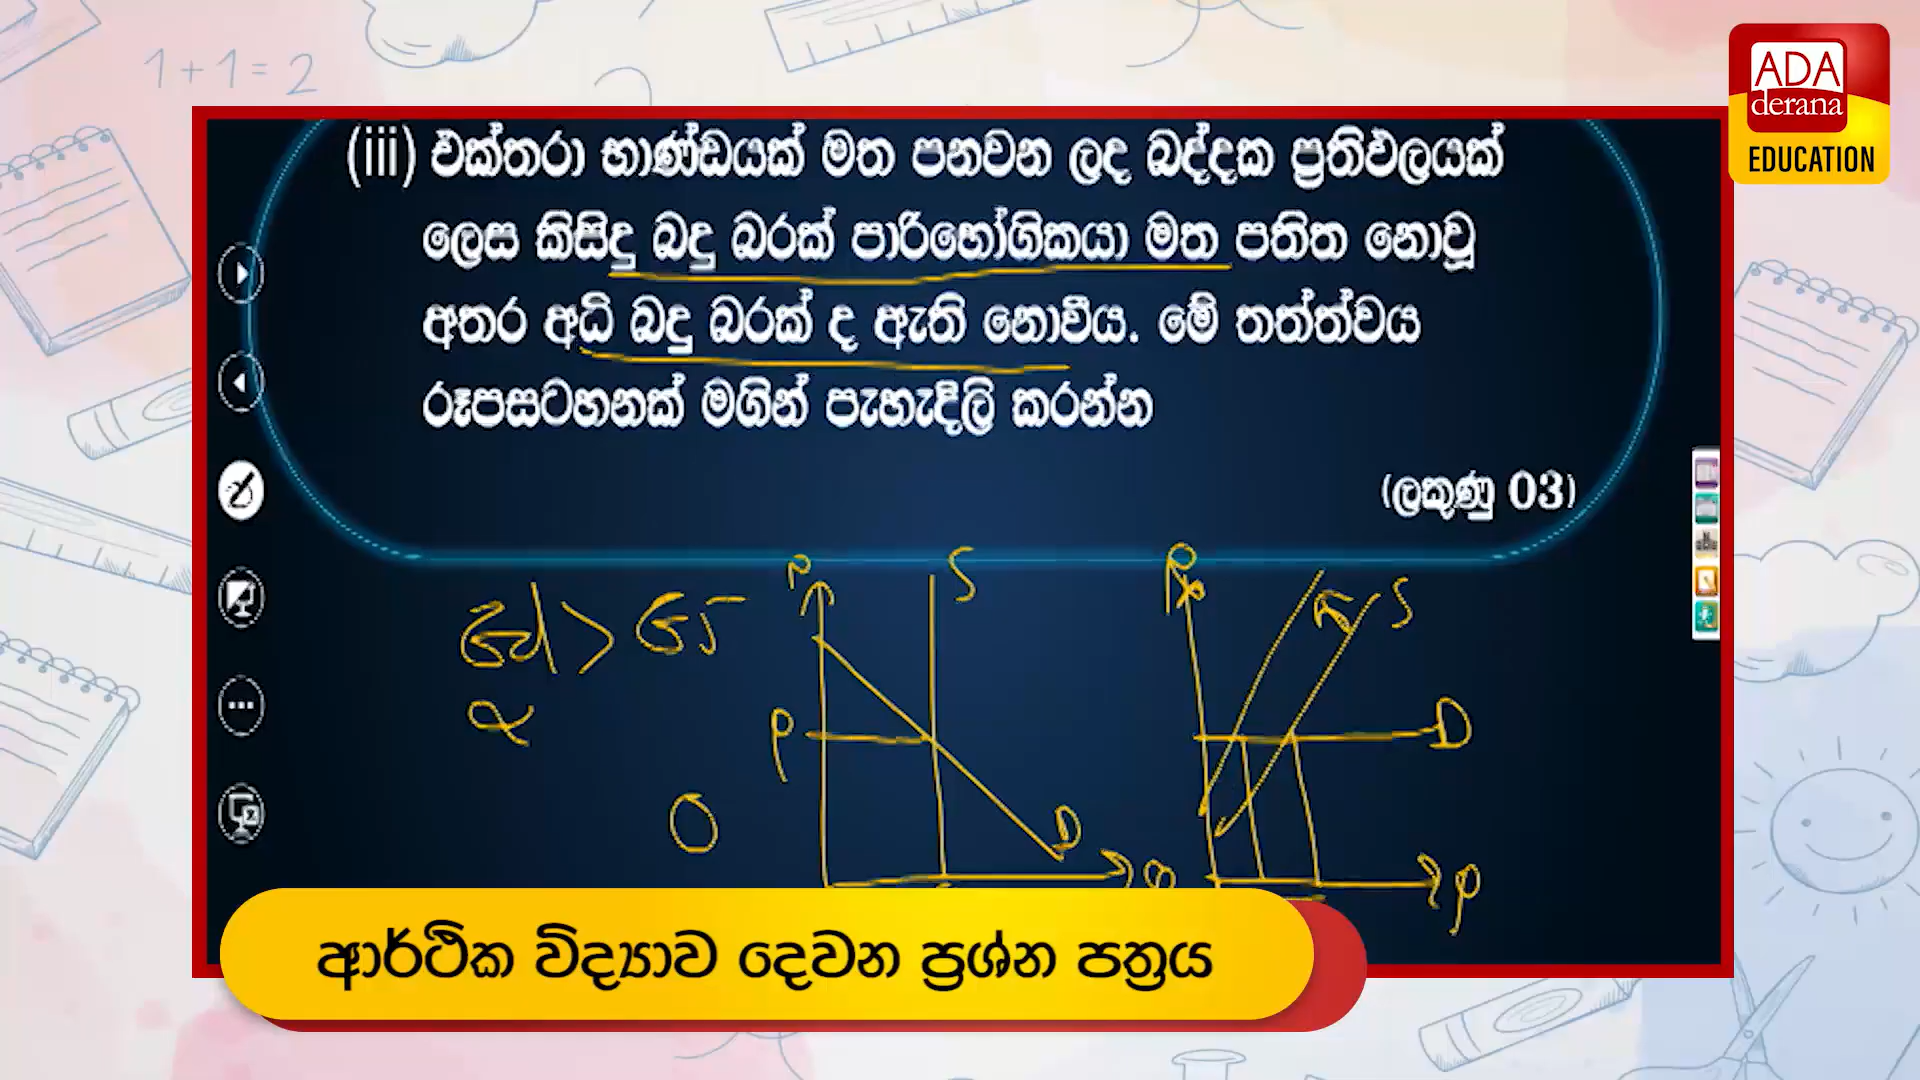 1+1=2
ADA
derana
EDUCATION
(iii) එක්තරා භාණ්ඩයක් මත පනවන ලද බද්දක ප්‍රතිඵලයක්
ලෙස කිසිදු බදු බරක් පාරිභෝගිකයා මත පතිත නොවූ
අතර අධි බදු බරක් ද ඇති නොවීය. මේ තත්ත්වය
රූපසටහනක් මගින් පැහැදිලි කරන්න
(ලකුණු 03)
P S P S
P D
0 D
ආර්ථික විද්‍යාව දෙවන ප්‍රශ්න පත්‍රය